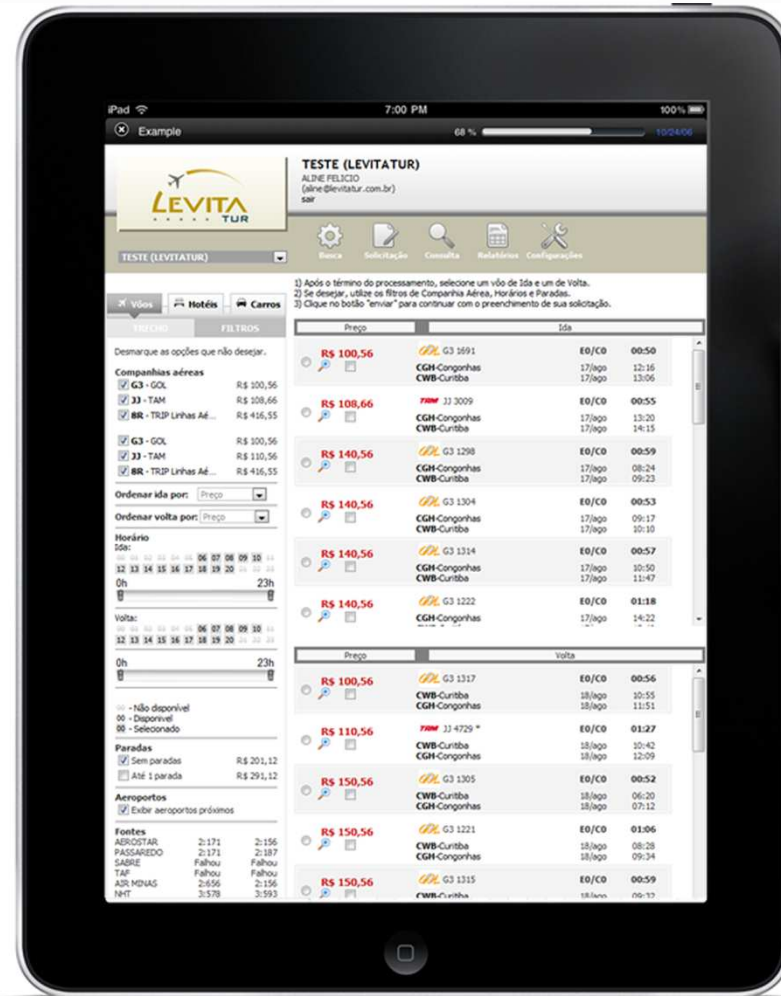 iPad
7:00 PM
100%
Example
68 %
10/24/06
LEVITA
TUR
TESTE (LEVITATUR)
ALINE FELICIO
(aline@levitatur.com.br)
sair
TESTE (LEVITATUR)
Busca Solicitação Consulta Relatórios Configurações
1) Após o término do processamento, selecione um vôo de Ida e um de Volta.
2) Se desejar, utilize os filtros de Companhia Aérea, Horários e Paradas.
3) Clique no botão "enviar" para continuar com o preenchimento de sua solicitação.
Vôos Hotéis Carros
TRECHO FILTROS
Desmarque as opções que não desejar.
Companhias aéreas
G3 - GOL R$ 100,56
JJ - TAM R$ 108,66
8R - TRIP Linhas Aé... R$ 416,55
G3 - GOL R$ 100,56
JJ - TAM R$ 110,56
8R - TRIP Linhas Aé... R$ 416,55
Ordenar ida por: Preço
Ordenar volta por: Preço
Horário
Ida:
06 07 08 09 10
12 13 14 15 16 17 18 19 20
0h 23h
Volta:
06 07 08 09 10
12 13 14 15 16 17 18 19 20
0h 23h
00 - Não disponível
00 - Disponível
00 - Selecionado
Paradas
Sem paradas R$ 201,12
Até 1 parada R$ 291,12
Aeroportos
Exibir aeroportos próximos
Fontes
AEROSTAR 2:171 2:156
PASSAREDO 2:171 2:187
SABRE Falhou Falhou
TAF Falhou Falhou
AIR MINAS 2:656 2:156
NHT 3:578 3:593
Preço Ida
R$ 100,56 GOL G3 1691 E0/C0 00:50
CGH-Congonhas 17/ago 12:16
CWB-Curitiba 17/ago 13:06
R$ 108,66 TAM JJ 3009 E0/C0 00:55
CGH-Congonhas 17/ago 13:20
CWB-Curitiba 17/ago 14:15
R$ 140,56 GOL G3 1298 E0/C0 00:59
CGH-Congonhas 17/ago 08:24
CWB-Curitiba 17/ago 09:23
R$ 140,56 GOL G3 1304 E0/C0 00:53
CGH-Congonhas 17/ago 09:17
CWB-Curitiba 17/ago 10:10
R$ 140,56 GOL G3 1314 E0/C0 00:57
CGH-Congonhas 17/ago 10:50
CWB-Curitiba 17/ago 11:47
R$ 140,56 GOL G3 1222 E0/C0 01:18
CGH-Congonhas 17/ago 14:22
Preço Volta
R$ 100,56 GOL G3 1317 E0/C0 00:56
CWB-Curitiba 18/ago 10:55
CGH-Congonhas 18/ago 11:51
R$ 110,56 TAM JJ 4729 * E0/C0 01:27
CWB-Curitiba 18/ago 10:42
CGH-Congonhas 18/ago 12:09
R$ 150,56 GOL G3 1305 E0/C0 00:52
CWB-Curitiba 18/ago 06:20
CGH-Congonhas 18/ago 07:12
R$ 150,56 GOL G3 1221 E0/C0 01:06
CWB-Curitiba 18/ago 08:28
CGH-Congonhas 18/ago 09:34
R$ 150,56 GOL G3 1315 E0/C0 00:59
CWB-Curitiba 18/ago 09:32